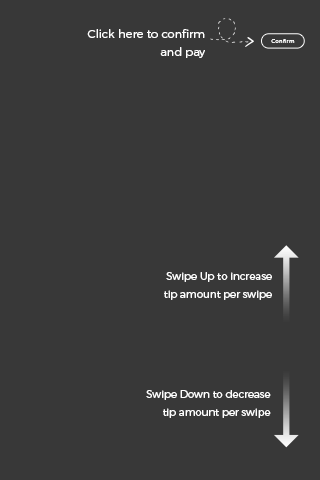 Click here to confirm
and pay
Confirm
Swipe Up to increase
tip amount per swipe
Swipe Down to decrease
tip amount per swipe